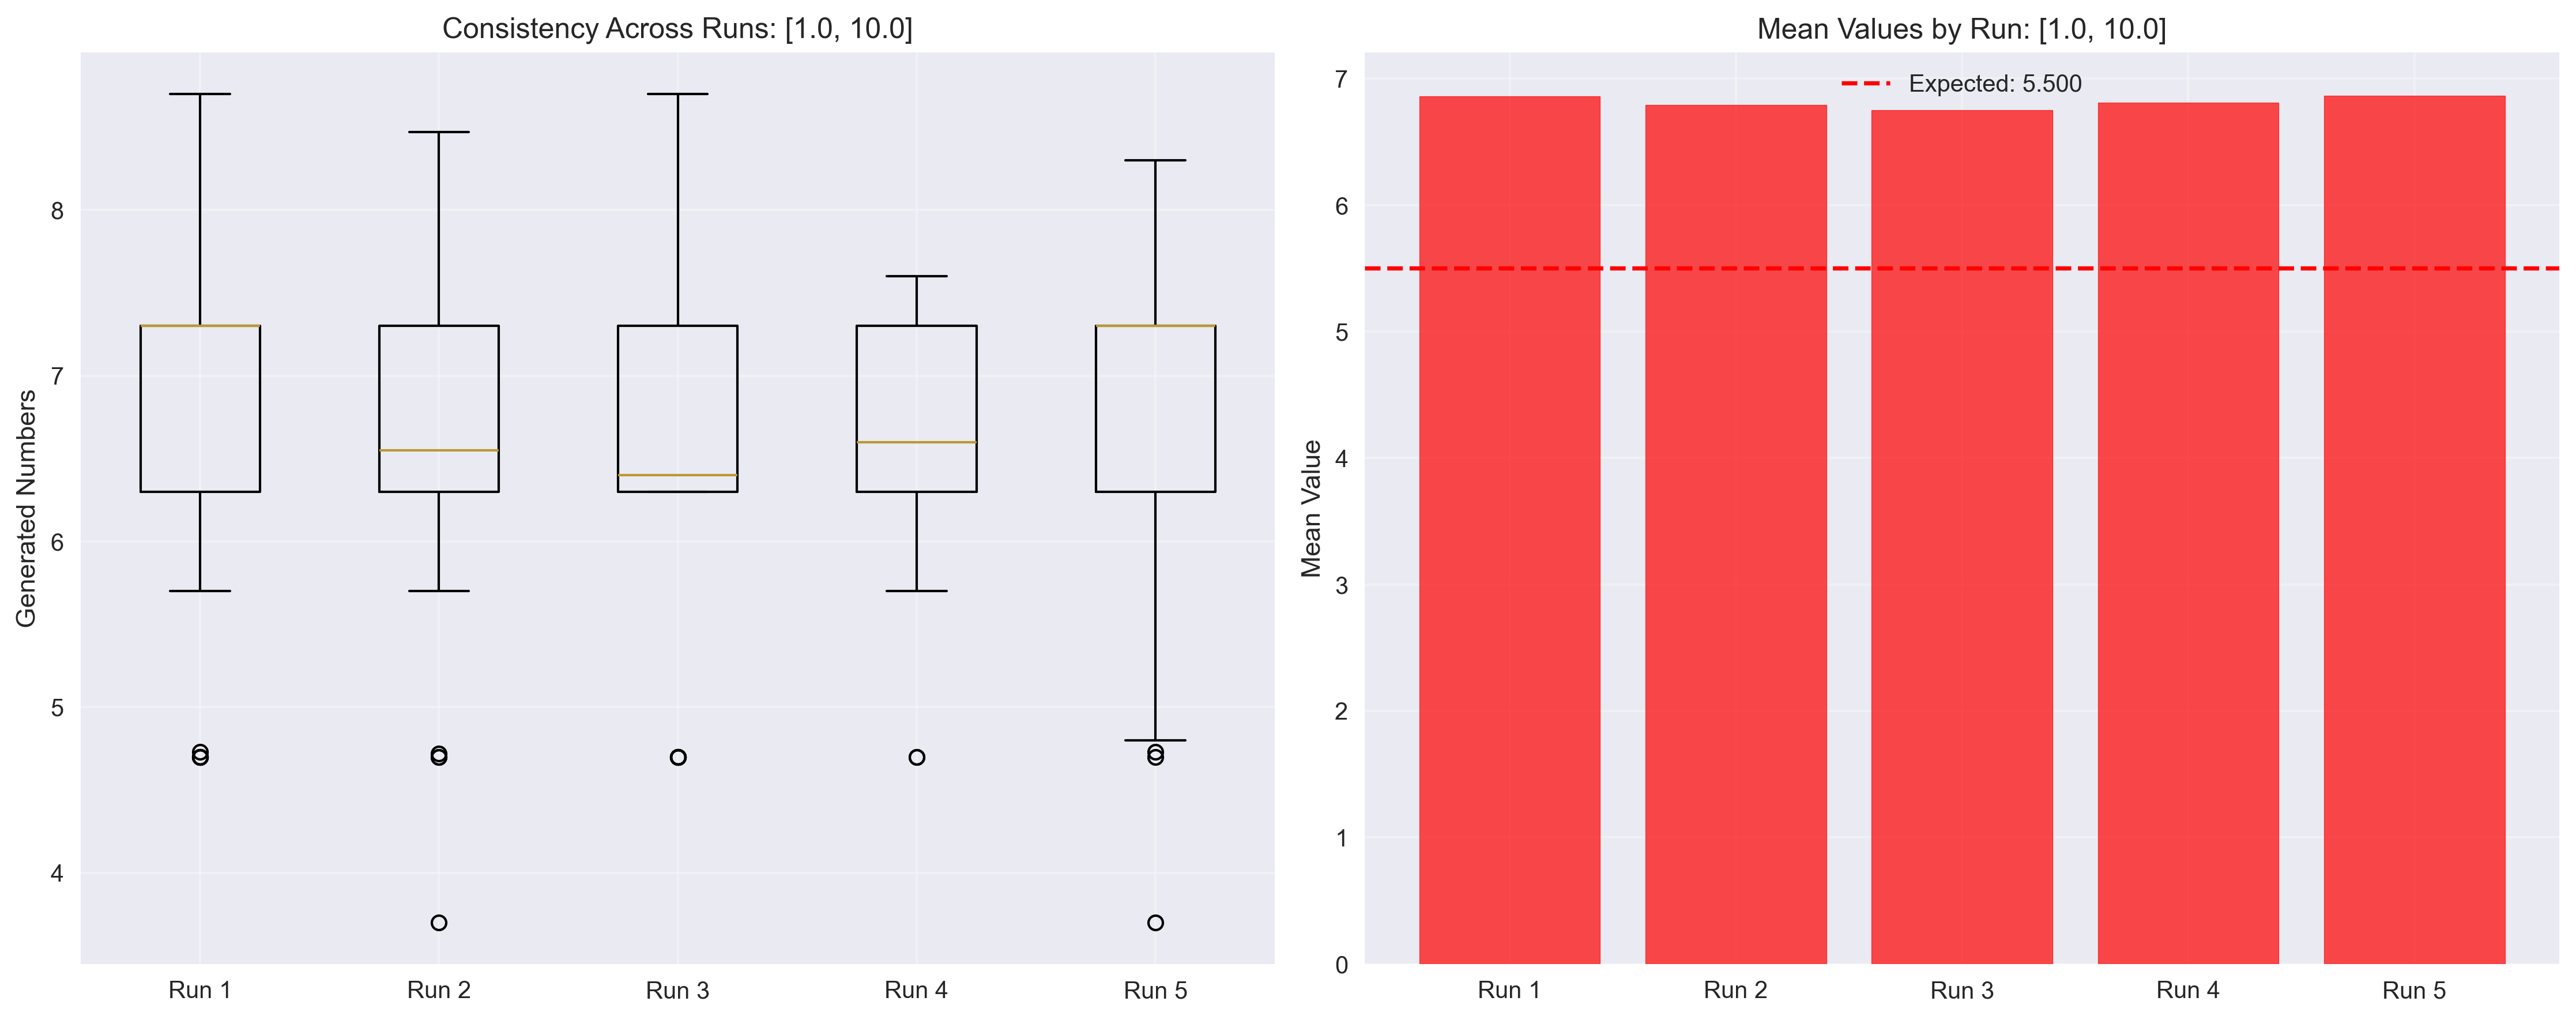 Consistency Across Runs: [1.0, 10.0]
Generated Numbers
8
7
6
5
4
Run 1
Run 2
Run 3
Run 4
Run 5
Mean Values by Run: [1.0, 10.0]
Expected: 5.500
Mean Value
7
6
5
4
3
2
1
0
Run 1
Run 2
Run 3
Run 4
Run 5